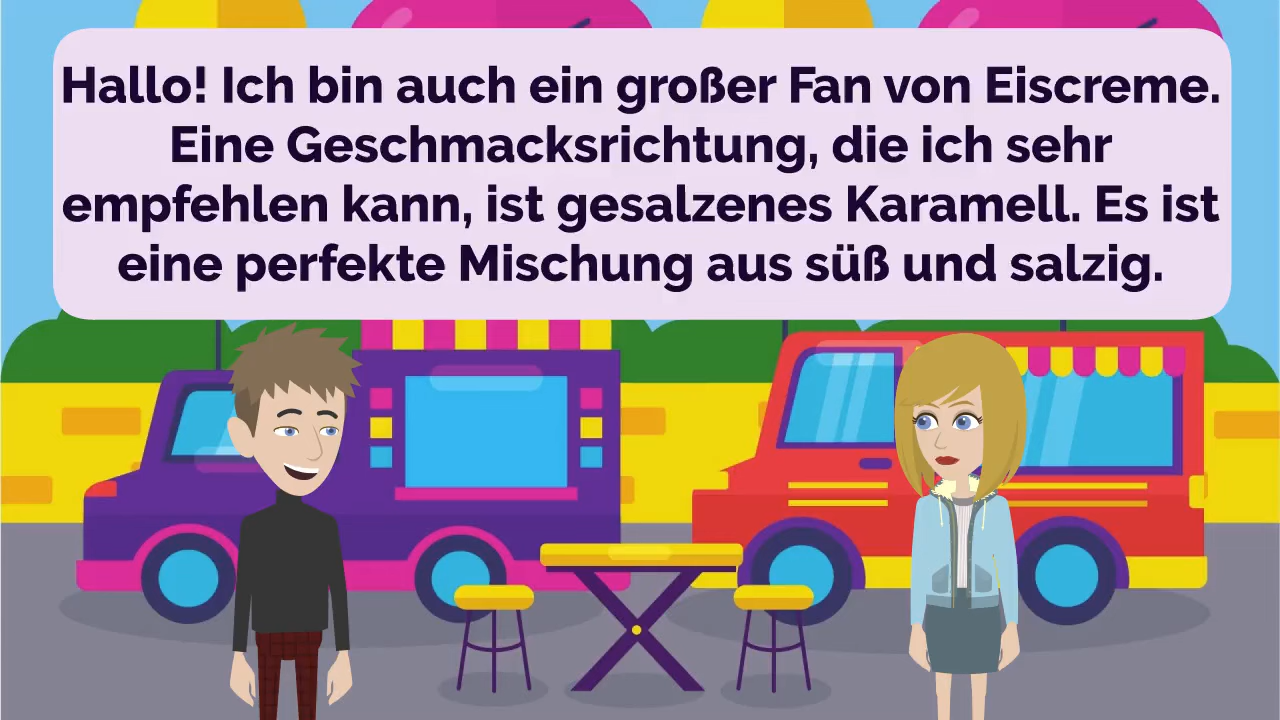 Hallo! Ich bin auch ein großer Fan von Eiscreme.
Eine Geschmacksrichtung, die ich sehr
empfehlen kann, ist gesalzenes Karamell. Es ist
eine perfekte Mischung aus süß und salzig.